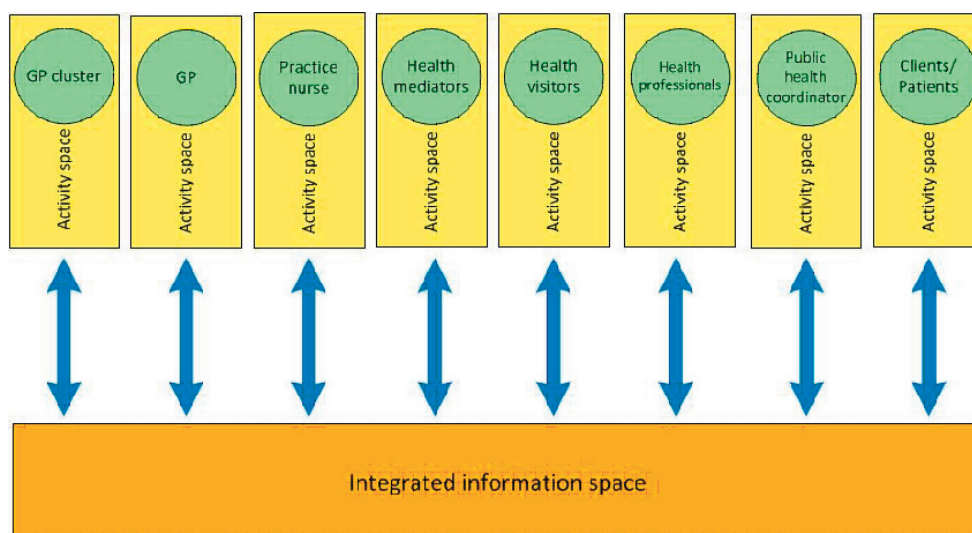 GP cluster
GP
Practice
nurse
Health
mediators
Health
visitors
Health
professionals
Public
health
coordinator
Clients/
Patients
Activity space
Activity space
Activity space
Activity space
Activity space
Activity space
Activity space
Activity space
Integrated information space